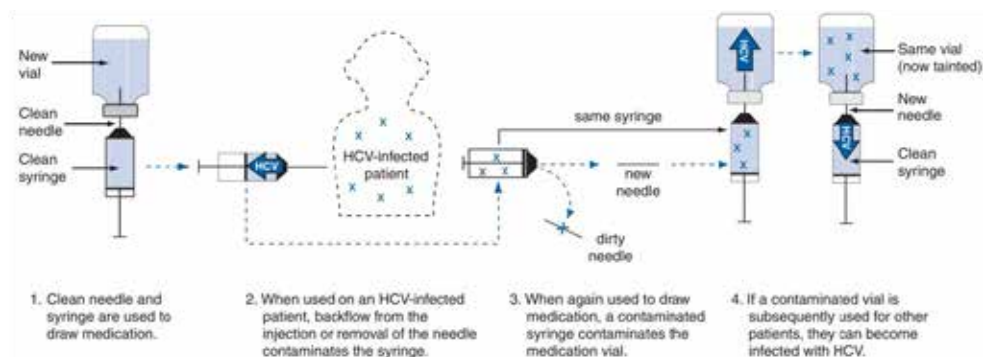 New
vial
Clean
needle
Clean
syringe
HCV
HCV-infected
patient
same syringe
new
needle
dirty
needle
HCV
HCV
Same vial
(now tainted)
New
needle
Clean
syringe
1. Clean needle and
syringe are used to
draw medication.
2. When used on an HCV-infected
patient, backflow from the
injection or removal of the needle
contaminates the syringe.
3. When again used to draw
medication, a contaminated
syringe contaminates the
medication vial.
4. If a contaminated vial is
subsequently used for other
patients, they can become
infected with HCV.